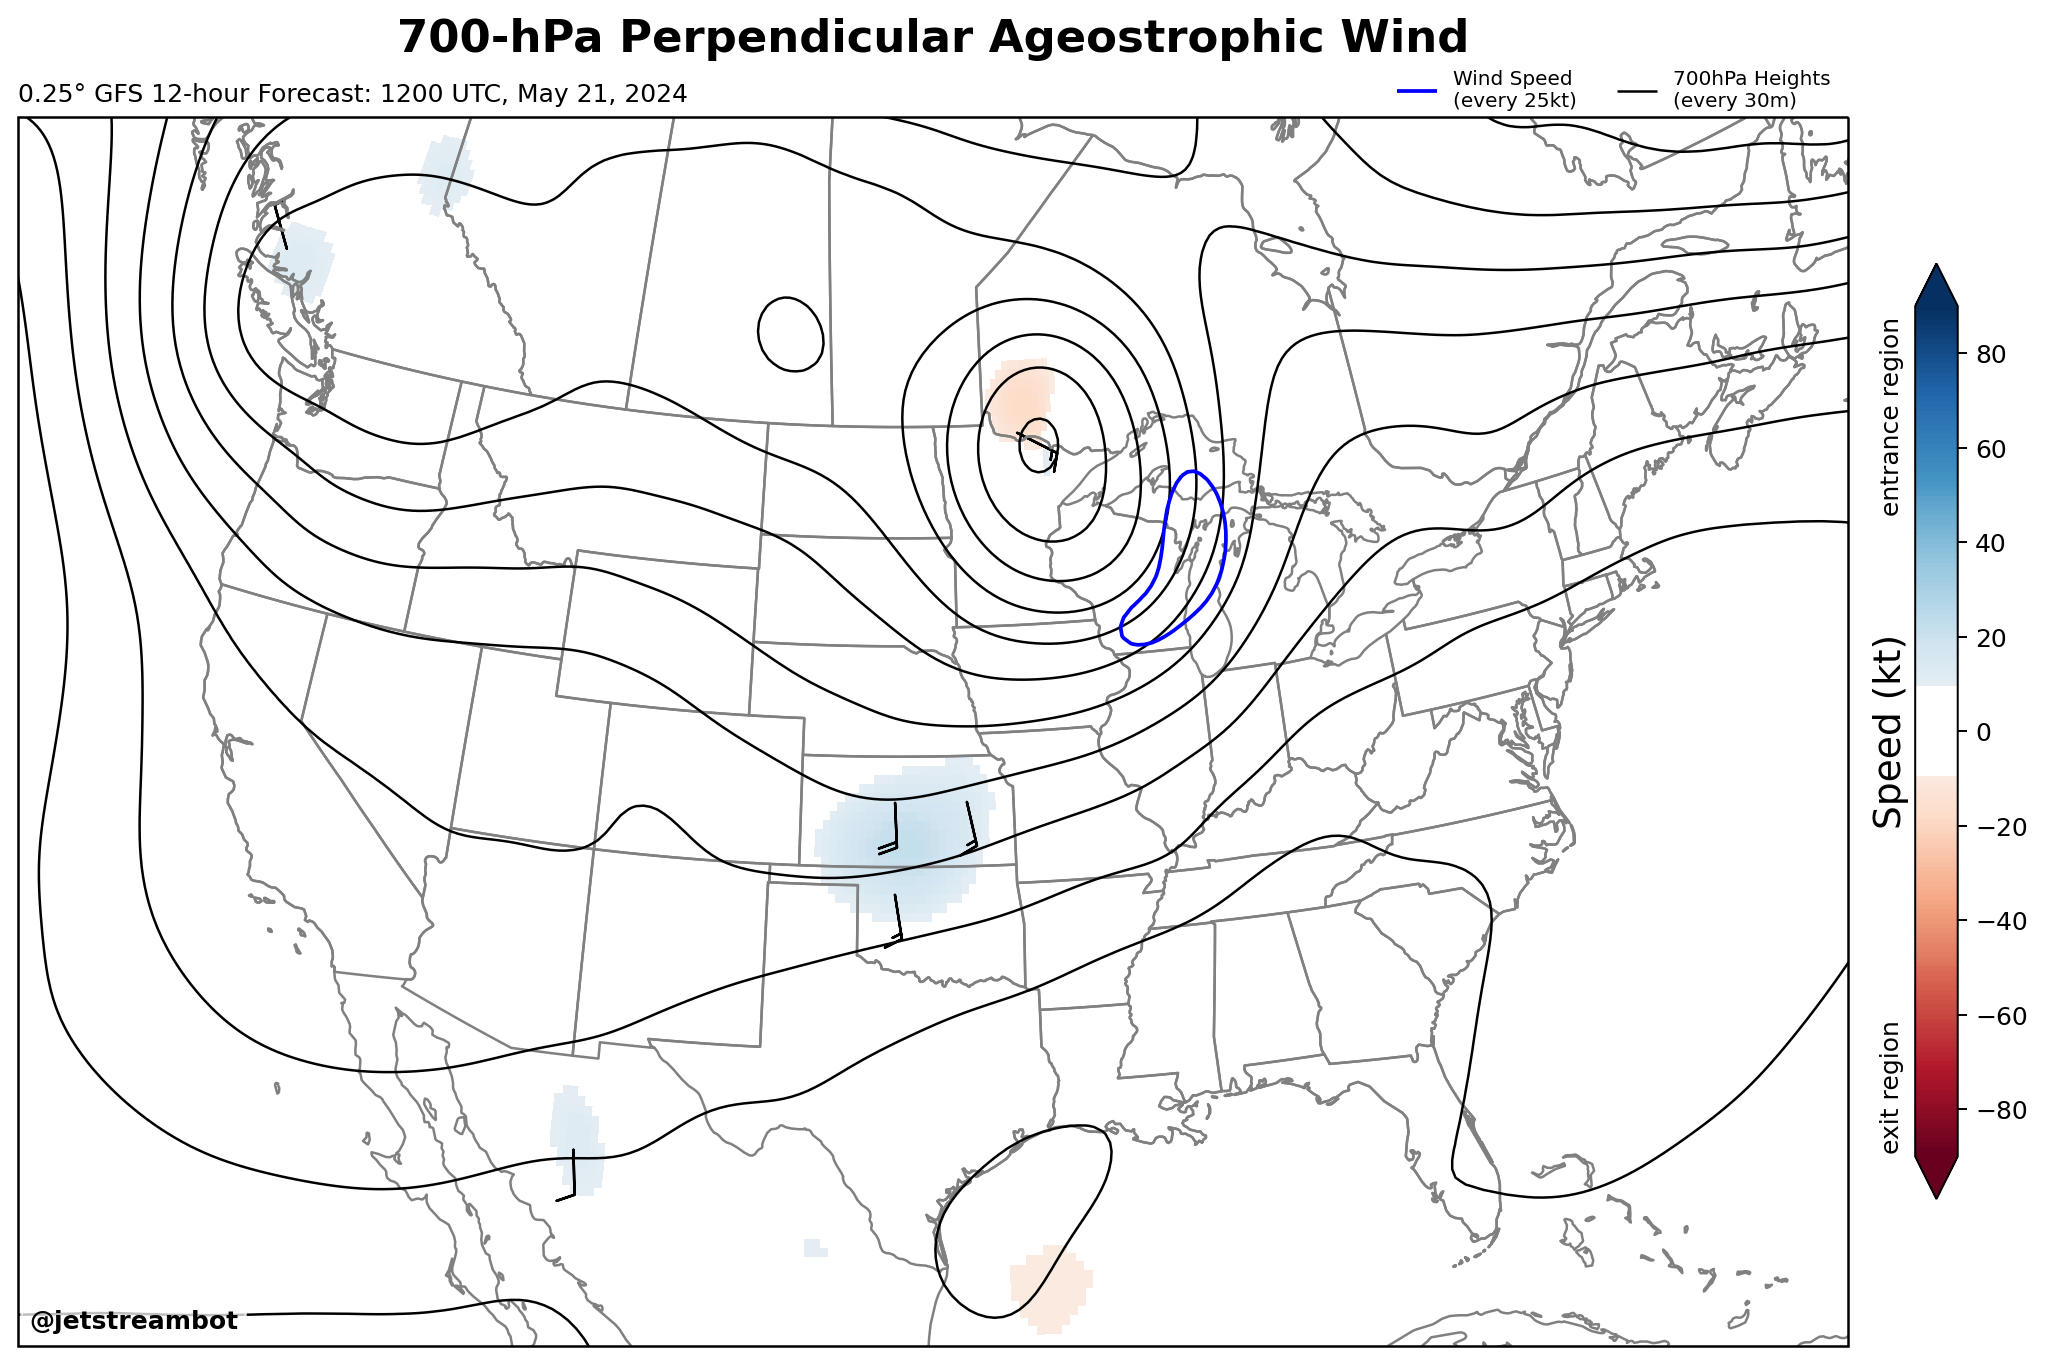 700-hPa Perpendicular Ageostrophic Wind
0.25° GFS 12-hour Forecast: 1200 UTC, May 21, 2024
Wind Speed
(every 25kt)
700hPa Heights
(every 30m)
entrance region
Speed (kt)
exit region
80
60
40
20
0
−20
−40
−60
−80
@jetstreambot